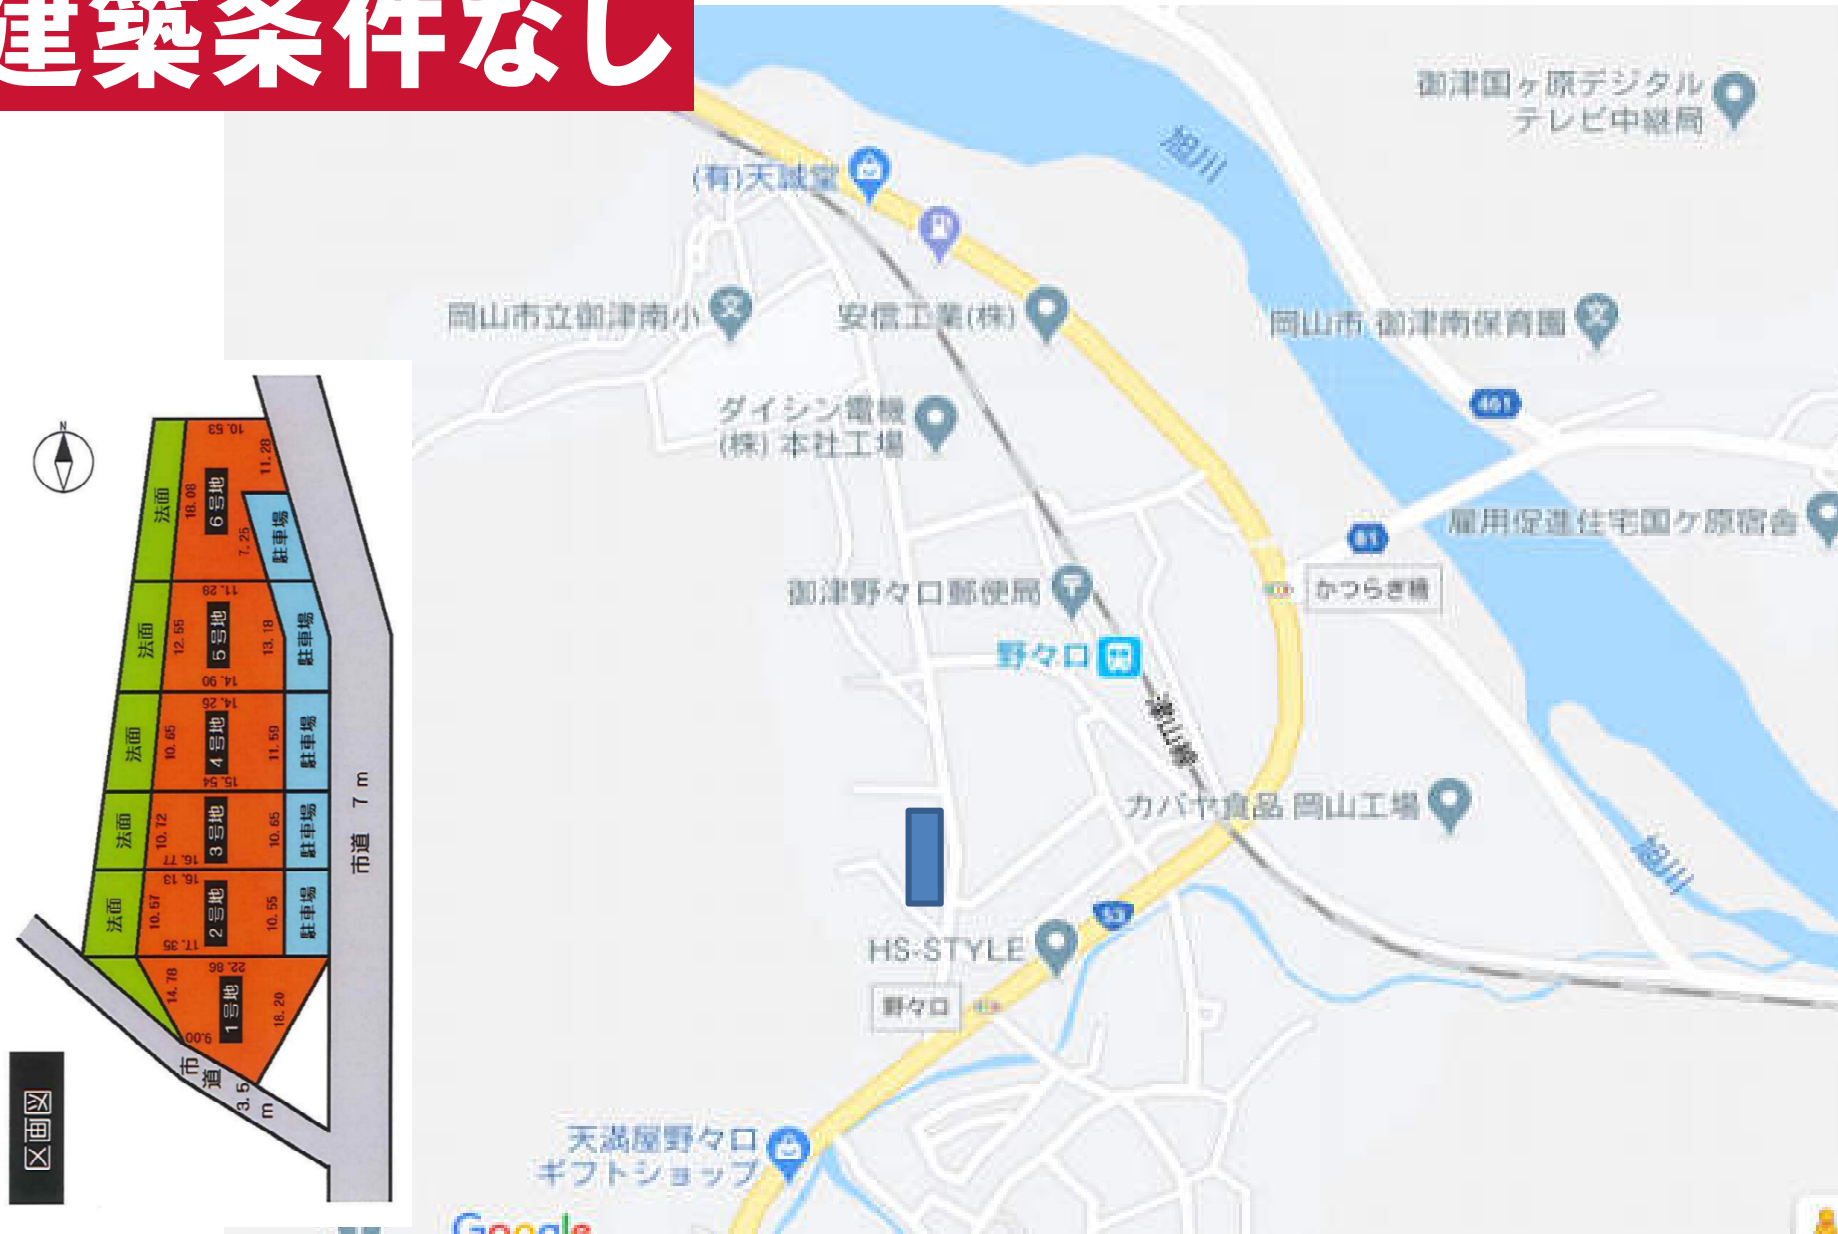 建築条件なし
御津国ヶ原デジタル
テレビ中継局
旭川
(有)天誠堂
岡山市立御津南小
安信工業(株)
岡山市 御津南保育園
ダイシン電機
(株) 本社工場
461
雇用促進住宅国ケ原宿舎
61
かつらぎ橋
御津野々口郵便局
野々口
津山線
カバヤ食品 岡山工場
旭川
53
HS-STYLE
野々口
天満屋野々口
ギフトショップ
Google
N
10.53
11.28
法面
18.08
6号地
7.25
駐車場
11.28
法面
12.55
5号地
13.18
駐車場
14.90
14.26
法面
10.65
4号地
11.59
駐車場
15.54
法面
10.72
3号地
10.65
駐車場
16.77
16.13
法面
10.57
2号地
10.55
駐車場
17.35
22.86
14.78
1号地
18.20
9.00
市道 7m
市道 3.5m
区画図